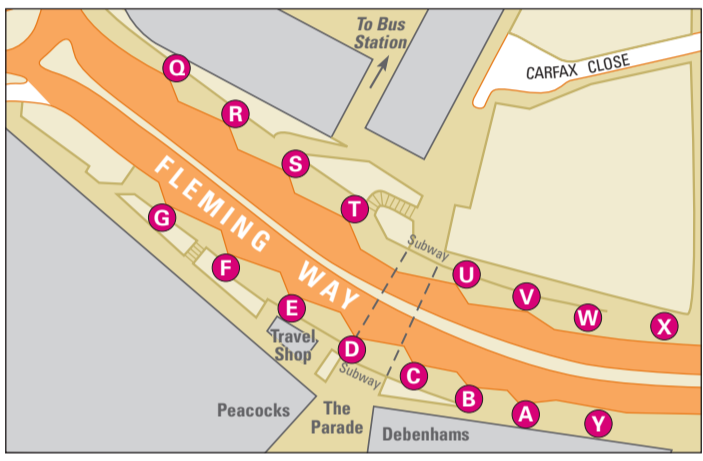 To Bus
Station
CARFAX CLOSE
Q
R
S
T
G
F
E
FLEMING WAY
Subway
U
V
W
X
Travel
Shop
D
Subway
C
B
A
Y
Peacocks
The
Parade
Debenhams